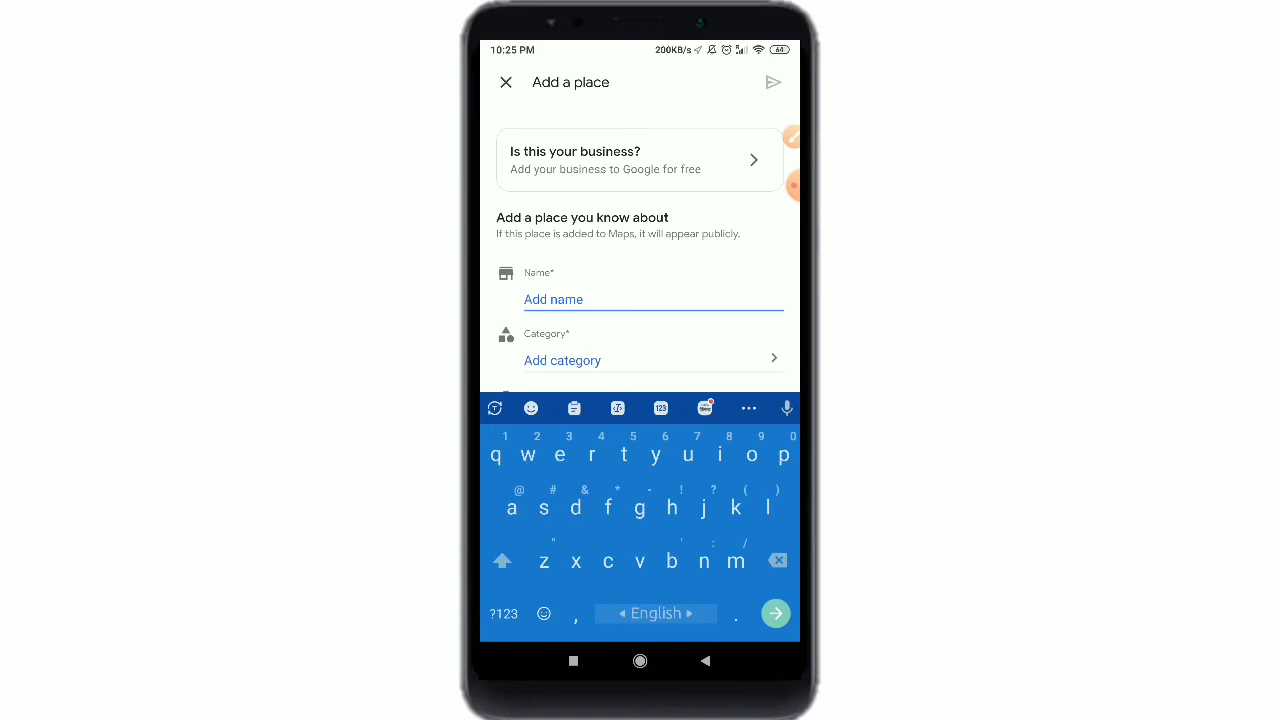 10:25 PM 200KB/s 64
Add a place
Is this your business?
Add your business to Google for free
Add a place you know about
If this place is added to Maps, it will appear publicly.
Name*
Add name
Category*
Add category
123
1 2 3 4 5 6 7 8 9 0
q w e r t y u i o p
@ # & * - ! ? ( )
a s d f g h j k l
" ' : /
z x c v b n m
?123 , English .